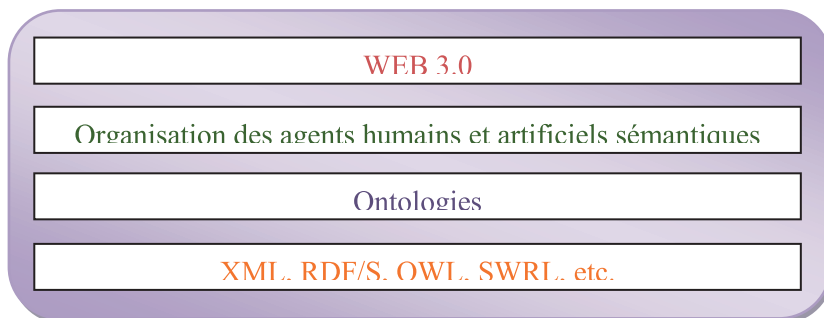 WEB 3.0
Organisation des agents humains et artificiels sémantiques
Ontologies
XML, RDF/S, OWL, SWRL, etc.